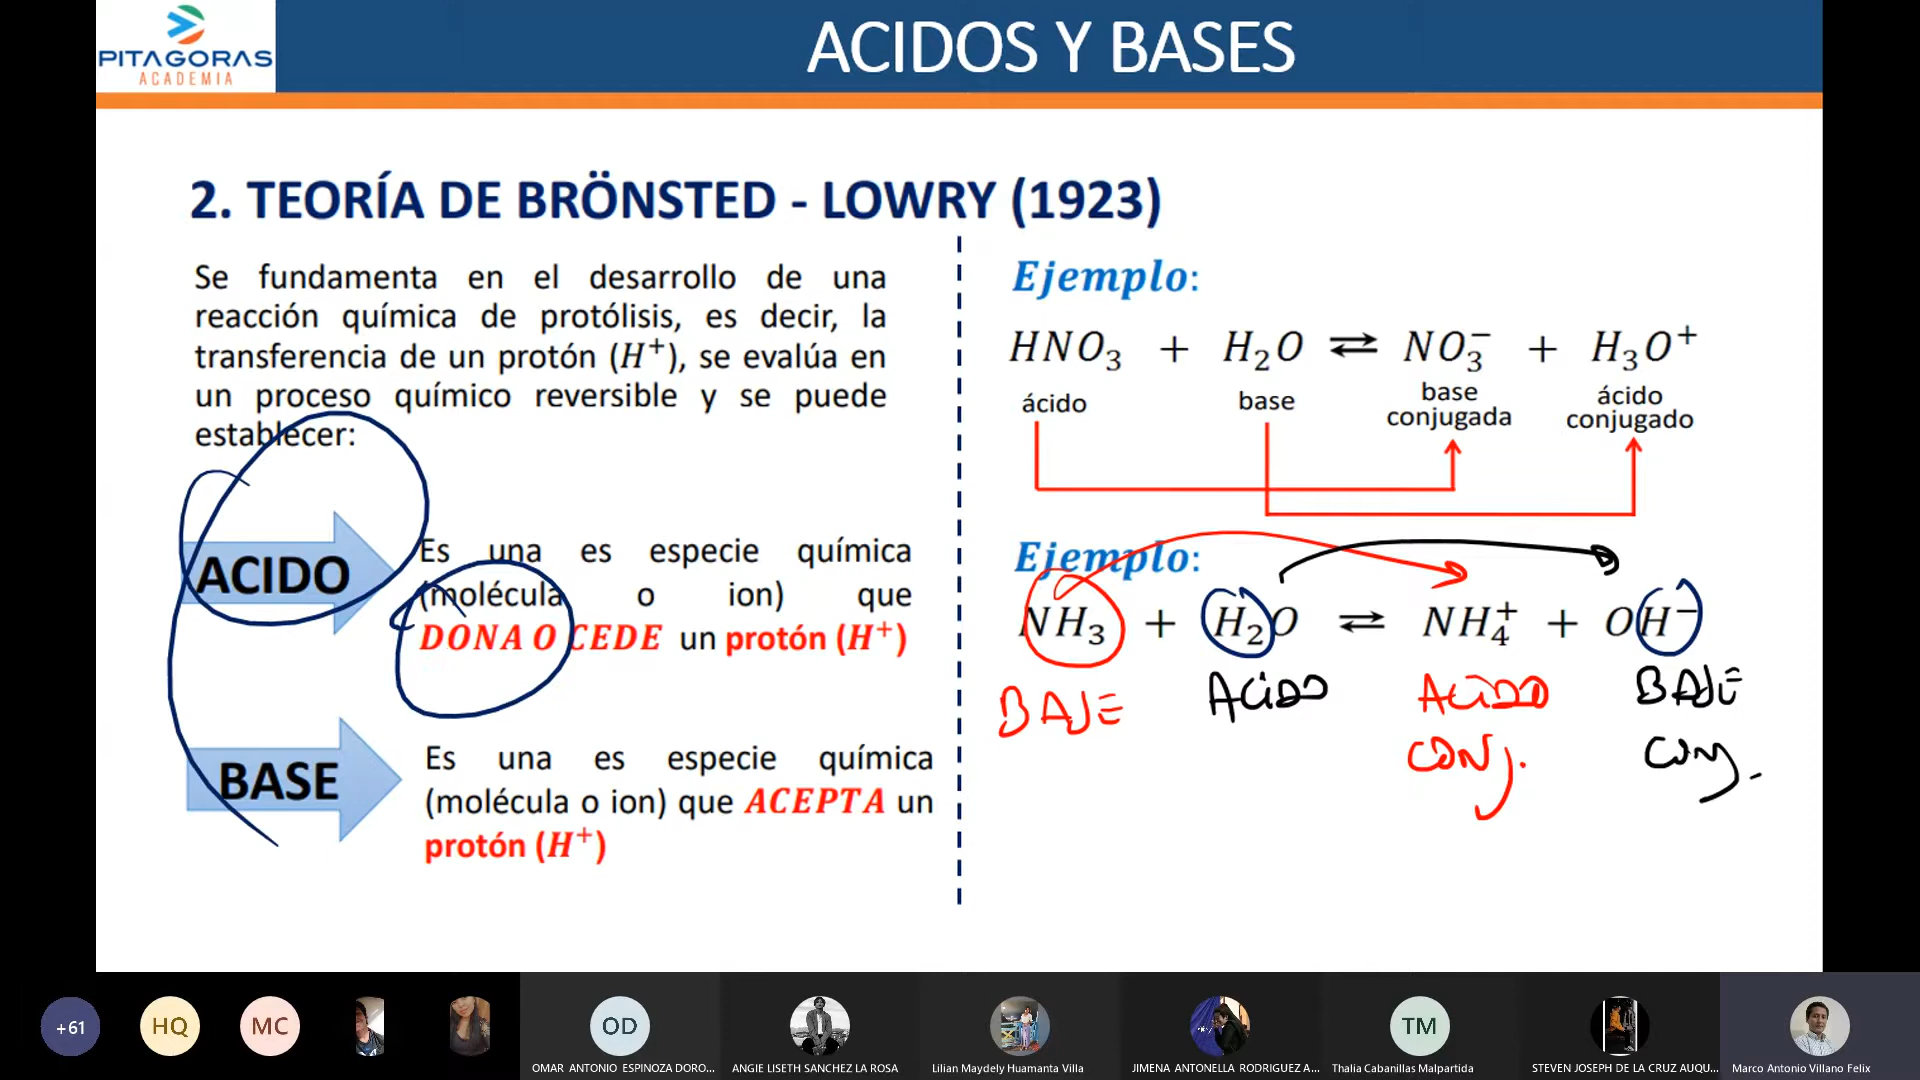 PITAGORAS
ACADEMIA
ACIDOS Y BASES
2. TEORÍA DE BRÖNSTED - LOWRY (1923)
Se fundamenta en el desarrollo de una
reacción química de protólisis, es decir, la
transferencia de un protón (H⁺), se evalúa en
un proceso químico reversible y se puede
establecer:
ACIDO
Es una es especie química
(molécula o ion) que
DONA O CEDE un protón (H⁺)
BASE
Es una es especie química
(molécula o ion) que ACEPTA un
protón (H⁺)
Ejemplo:
HNO₃ + H₂O ⇌ NO₃⁻ + H₃O⁺
ácido base base conjugada ácido conjugado
Ejemplo:
NH₃ + H₂O ⇌ NH₄⁺ + OH⁻
BASE ACIDO ACIDO CONJ. BASE CONJ.
+61
HQ
MC
OD
TM
OMAR ANTONIO ESPINOZA DORO...
ANGIE LISETH SANCHEZ LA ROSA
Lilian Maydely Huamanta Villa
JIMENA ANTONELLA RODRIGUEZ A...
Thalia Cabanillas Malpartida
STEVEN JOSEPH DE LA CRUZ AUQU...
Marco Antonio Villano Felix